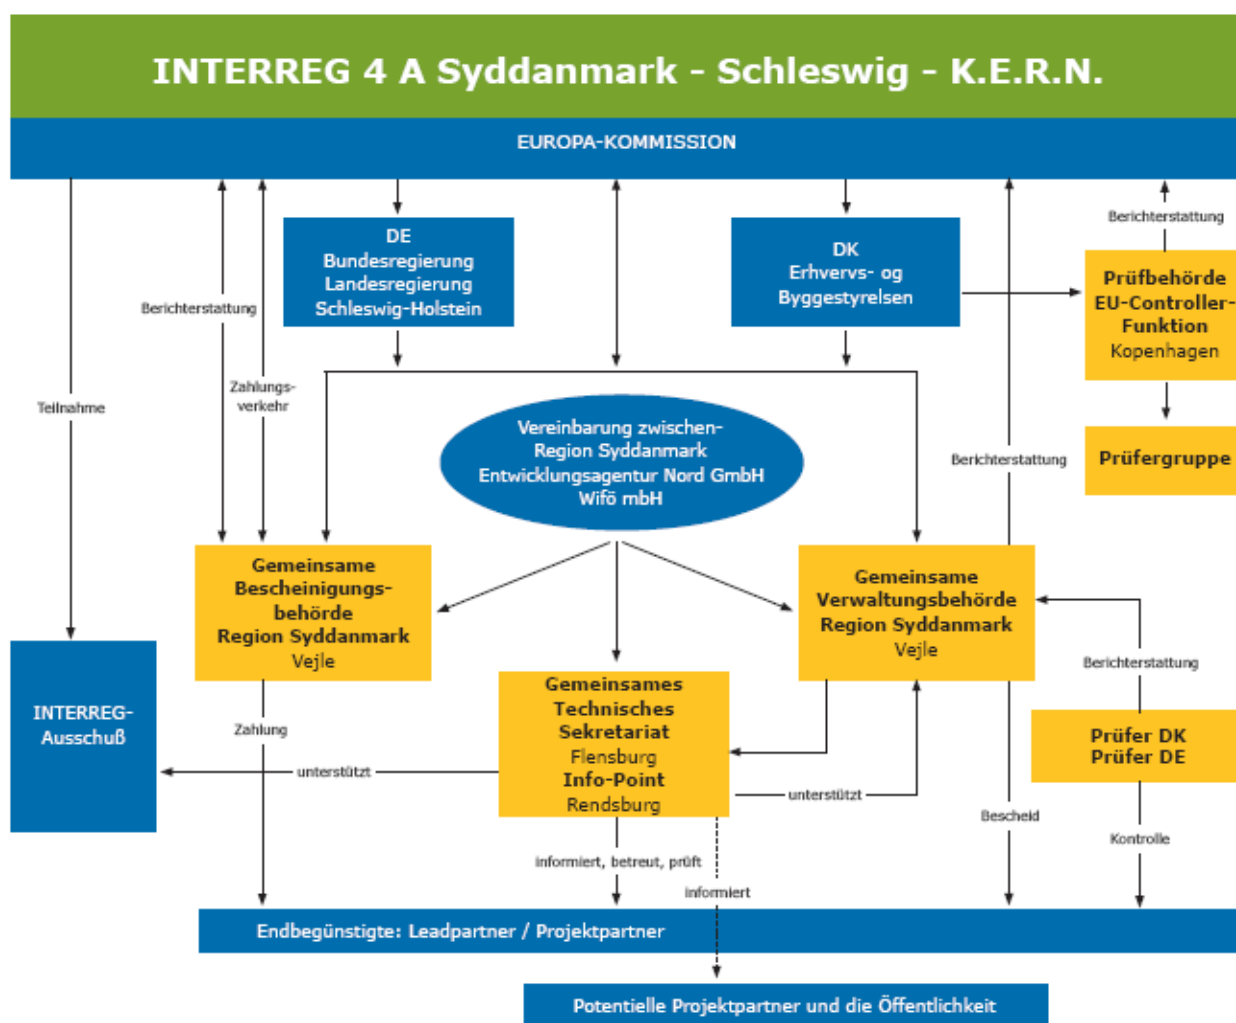 INTERREG 4 A Syddanmark - Schleswig - K.E.R.N.
EUROPA-KOMMISSION
DE
Bundesregierung
Landesregierung
Schleswig-Holstein
DK
Erhvervs- og
Byggestyrelsen
Berichterstattung
Prüfbehörde
EU-Controller-
Funktion
Kopenhagen
Berichterstattung
Zahlungs-
verkehr
Teilnahme
Vereinbarung zwischen-
Region Syddanmark
Entwicklungsagentur Nord GmbH
Wifö mbH
Berichterstattung
Prüfergruppe
Gemeinsame
Bescheinigungs-
behörde
Region Syddanmark
Vejle
Gemeinsame
Verwaltungsbehörde
Region Syddanmark
Vejle
Berichterstattung
INTERREG-
Ausschuß
Zahlung
Gemeinsames
Technisches
Sekretariat
Flensburg
Info-Point
Rendsburg
Prüfer DK
Prüfer DE
unterstützt
unterstützt
Bescheid
Kontrolle
informiert, betreut, prüft
informiert
Endbegünstigte: Leadpartner / Projektpartner
Potentielle Projektpartner und die Öffentlichkeit